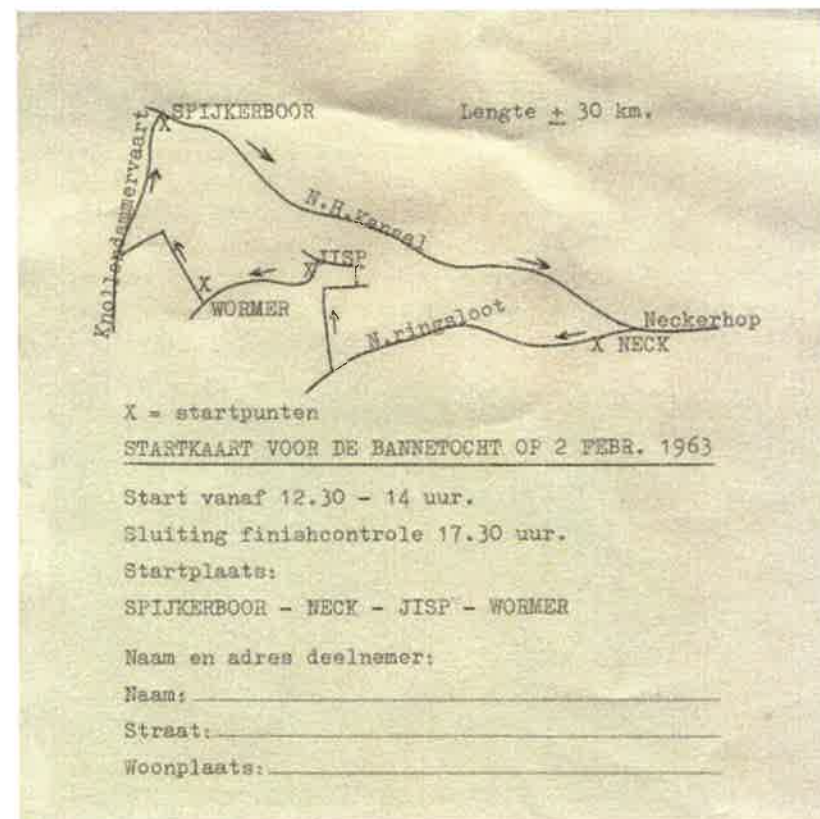 SPIJKERBOOR
Lengte ± 30 km.
X
Knollendammervaart
N.H.Kanaal
JISP
X
X
WORMER
N.ringsloot
Neckerhop
X NECK
X = startpunten
STARTKAART VOOR DE BANNETOCHT OP 2 FEBR. 1963
Start vanaf 12.30 - 14 uur.
Sluiting finishcontrole 17.30 uur.
Startplaats:
SPIJKERBOOR - NECK - JISP - WORMER
Naam en adres deelnemer:
Naam:
Straat:
Woonplaats: